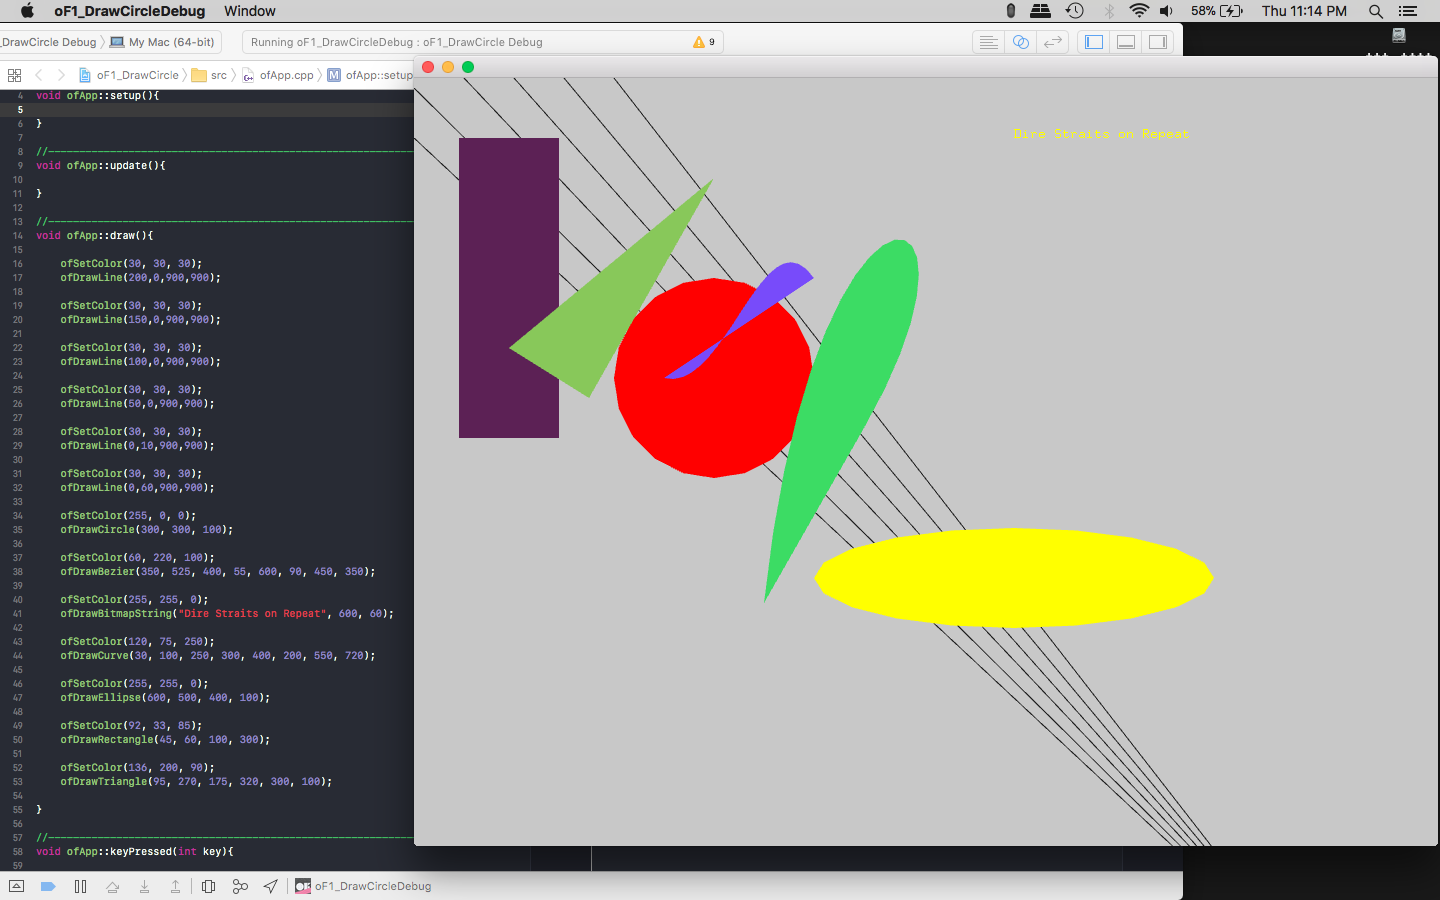 oF1_DrawCircleDebug Window 58% Thu 11:14 PM
_DrawCircle Debug My Mac (64-bit) Running oF1_DrawCircleDebug : oF1_DrawCircle Debug 9
oF1_DrawCircle src ofApp.cpp M ofApp::setup
4 void ofApp::setup(){
5
6 }
7
8 //
9 void ofApp::update(){
10
11 }
12
13 //
14 void ofApp::draw(){
15
16 ofSetColor(30, 30, 30);
17 ofDrawLine(200,0,900,900);
18
19 ofSetColor(30, 30, 30);
20 ofDrawLine(150,0,900,900);
21
22 ofSetColor(30, 30, 30);
23 ofDrawLine(100,0,900,900);
24
25 ofSetColor(30, 30, 30);
26 ofDrawLine(50,0,900,900);
27
28 ofSetColor(30, 30, 30);
29 ofDrawLine(0,10,900,900);
30
31 ofSetColor(30, 30, 30);
32 ofDrawLine(0,60,900,900);
33
34 ofSetColor(255, 0, 0);
35 ofDrawCircle(300, 300, 100);
36
37 ofSetColor(60, 220, 100);
38 ofDrawBezier(350, 525, 400, 55, 600, 90, 450, 350);
39
40 ofSetColor(255, 255, 0);
41 ofDrawBitmapString("Dire Straits on Repeat", 600, 60);
42
43 ofSetColor(120, 75, 250);
44 ofDrawCurve(30, 100, 250, 300, 400, 200, 550, 720);
45
46 ofSetColor(255, 255, 0);
47 ofDrawEllipse(600, 500, 400, 100);
48
49 ofSetColor(92, 33, 85);
50 ofDrawRectangle(45, 60, 100, 300);
51
52 ofSetColor(136, 200, 90);
53 ofDrawTriangle(95, 270, 175, 320, 300, 100);
54
55 }
56
57 //
58 void ofApp::keyPressed(int key){
59
Dire Straits on Repeat
oF1_DrawCircleDebug